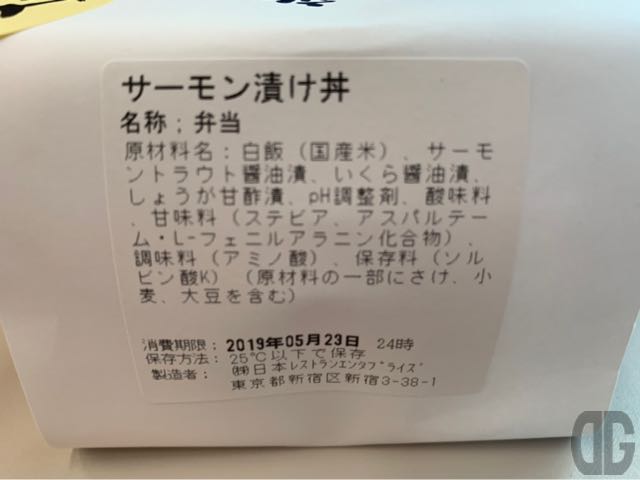 サーモン漬け丼
名称；弁当
原材料名：白飯（国産米）、サーモ
ントラウト醤油漬、いくら醤油漬、
しょうが甘酢漬、pH調整剤、酸味料
、甘味料（ステビア、アスパルテー
ム・L-フェニルアラニン化合物）、
調味料（アミノ酸）、保存料（ソル
ビン酸K）（原材料の一部にさけ、小
麦、大豆を含む）
消費期限：2019年05月23日 24時
保存方法：25℃以下で保存
製造者：㈱日本レストランエンタプライズ
東京都新宿区新宿3-38-1
DG